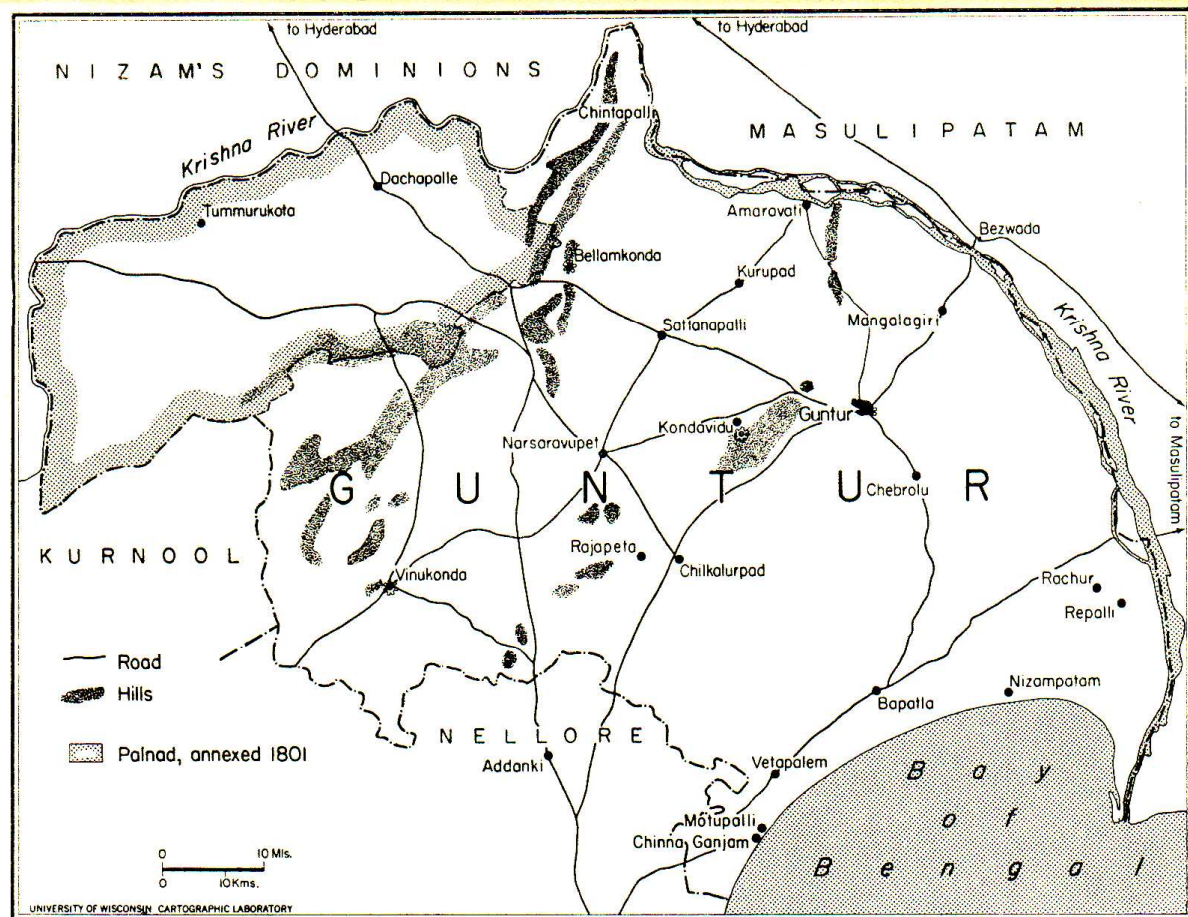 to Hyderabad
to Hyderabad
NIZAM'S DOMINIONS
Krishna River
Chintapalli
MASULIPATAM
Dachapalle
Tummurukota
Amaravati
Bezwada
Bellamkonda
Kurupad
Mangalagiri
Krishna River
Sattanapalli
Guntur
Kondavidu
to Masulipatam
Narsaravupet
GUNTUR
Chebrolu
KURNOOL
Rajapeta
Chilkalurpad
Vinukonda
Rachur
Repalli
Road
Hills
Nizampatam
Bapatla
NELLORE
Palnad, annexed 1801
Addanki
Vetapalem
Bay
of
Bengal
Motupalli
Chinna Ganjam
0 10 Mls.
0 10 Kms.
UNIVERSITY OF WISCONSIN CARTOGRAPHIC LABORATORY